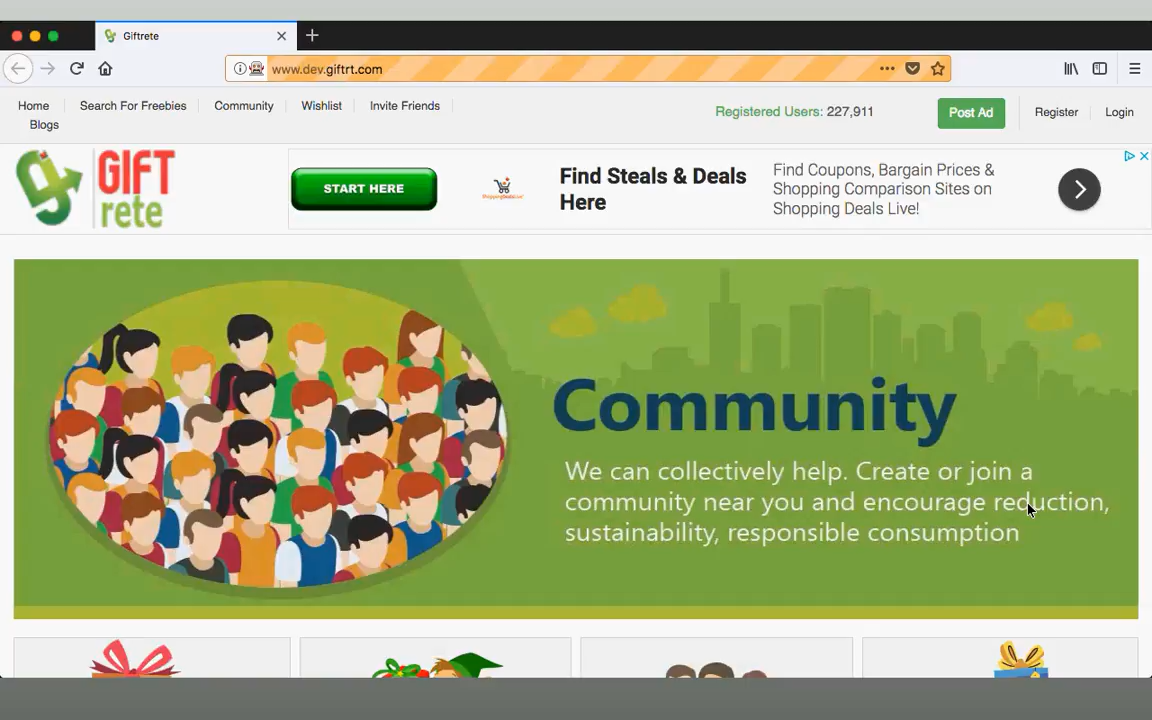 Giftrete
www.dev.giftrt.com
Home
Search For Freebies
Community
Wishlist
Invite Friends
Blogs
Registered Users: 227,911
Post Ad
Register
Login
GIFT
rete
START HERE
Find Steals & Deals
Here
Find Coupons, Bargain Prices &
Shopping Comparison Sites on
Shopping Deals Live!
Community
We can collectively help. Create or join a
community near you and encourage reduction,
sustainability, responsible consumption